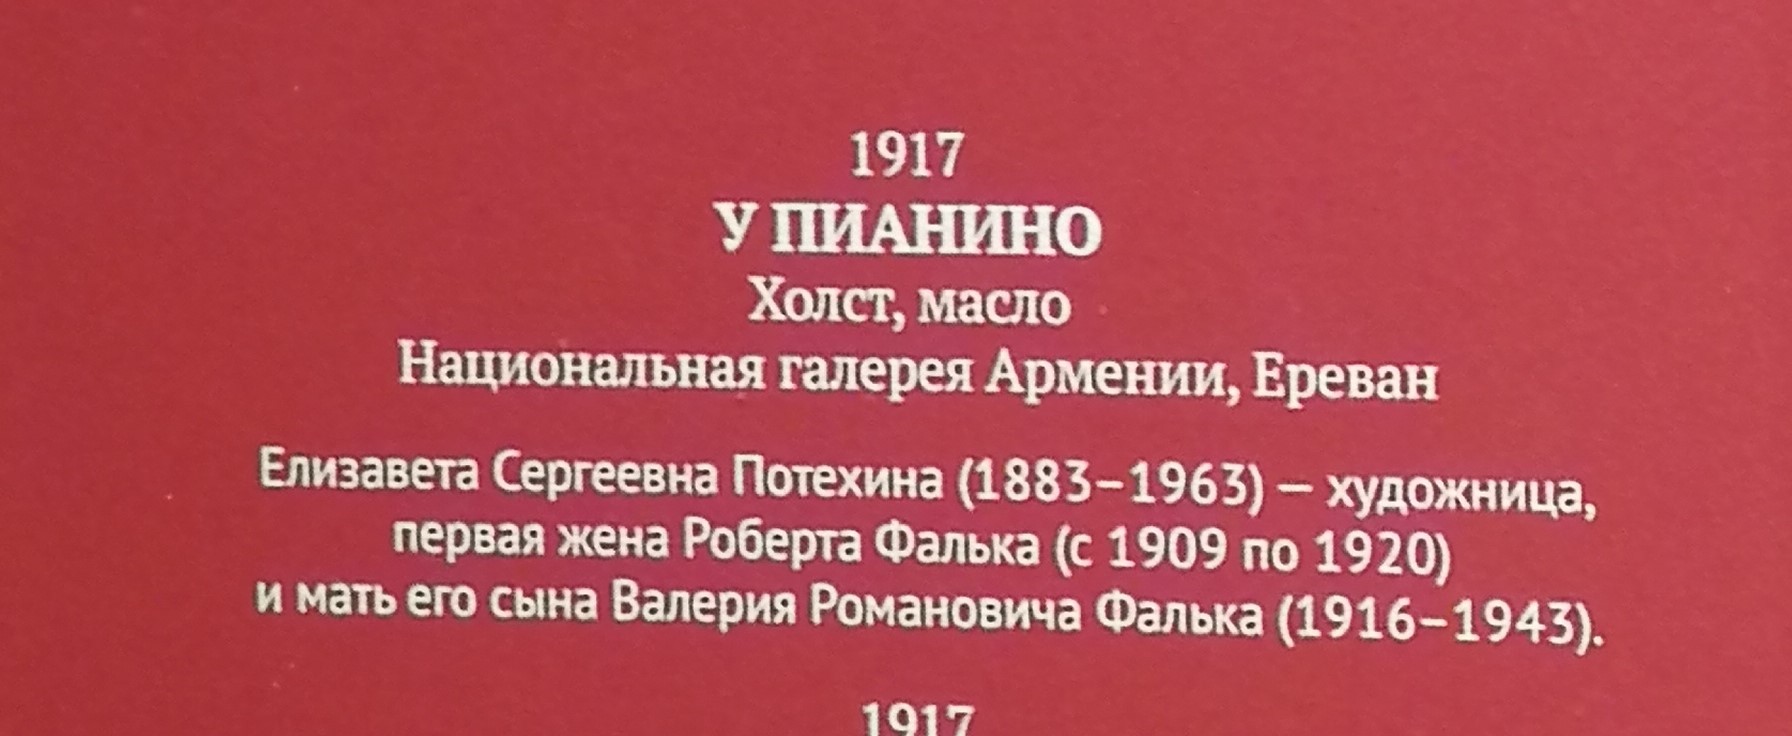 1917
У ПИАНИНО
Холст, масло
Национальная галерея Армении, Ереван
Елизавета Сергеевна Потехина (1883–1963) — художница,
первая жена Роберта Фалька (с 1909 по 1920)
и мать его сына Валерия Романовича Фалька (1916–1943).
1917